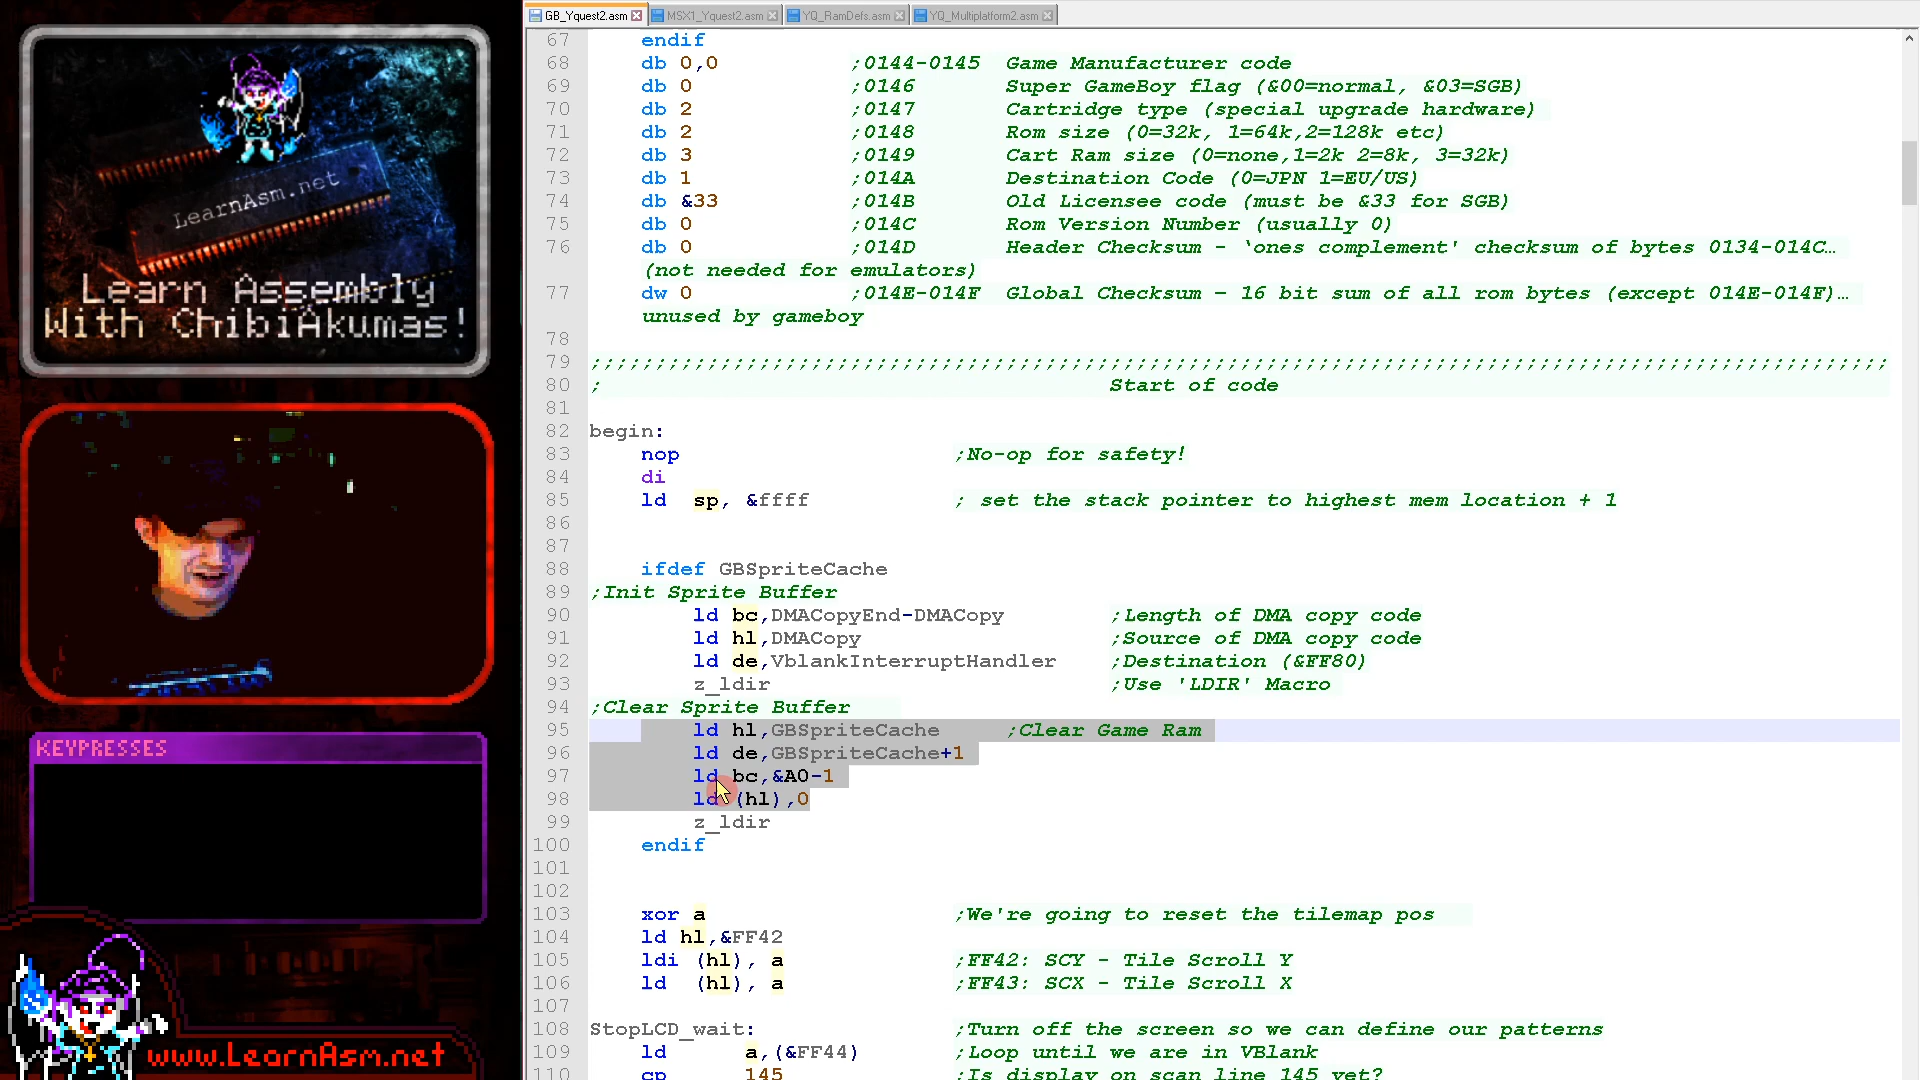 GB_Yquest2.asm MSX1_Yquest2.asm YQ_RamDefs.asm YQ_Multiplatform2.asm
LearnAsm.net
Learn Assembly
With ChibiAkumas!
KEYPRESSES
www.LearnAsm.net
67 endif
68 db 0,0 ;0144-0145 Game Manufacturer code
69 db 0 ;0146 Super GameBoy flag (&00=normal, &03=SGB)
70 db 2 ;0147 Cartridge type (special upgrade hardware)
71 db 2 ;0148 Rom size (0=32k, 1=64k,2=128k etc)
72 db 3 ;0149 Cart Ram size (0=none,1=2k 2=8k, 3=32k)
73 db 1 ;014A Destination Code (0=JPN 1=EU/US)
74 db &33 ;014B Old Licensee code (must be &33 for SGB)
75 db 0 ;014C Rom Version Number (usually 0)
76 db 0 ;014D Header Checksum - ‘ones complement' checksum of bytes 0134-014C…
(not needed for emulators)
77 dw 0 ;014E-014F Global Checksum – 16 bit sum of all rom bytes (except 014E-014F)…
unused by gameboy
78
79 ;;;;;;;;;;;;;;;;;;;;;;;;;;;;;;;;;;;;;;;;;;;;;;;;;;;;;;;;;;;;;;;;;;;;;;;;;;;;;;;;;;;;;;;;;;;;;;;;;;;;
80 ; Start of code
81
82 begin:
83 nop ;No-op for safety!
84 di
85 ld sp, &ffff ; set the stack pointer to highest mem location + 1
86
87
88 ifdef GBSpriteCache
89 ;Init Sprite Buffer
90 ld bc,DMACopyEnd-DMACopy ;Length of DMA copy code
91 ld hl,DMACopy ;Source of DMA copy code
92 ld de,VblankInterruptHandler ;Destination (&FF80)
93 z_ldir ;Use 'LDIR' Macro
94 ;Clear Sprite Buffer
95 ld hl,GBSpriteCache ;Clear Game Ram
96 ld de,GBSpriteCache+1
97 ld bc,&A0-1
98 ld (hl),0
99 z_ldir
100 endif
101
102
103 xor a ;We're going to reset the tilemap pos
104 ld hl,&FF42
105 ldi (hl), a ;FF42: SCY - Tile Scroll Y
106 ld (hl), a ;FF43: SCX - Tile Scroll X
107
108 StopLCD_wait: ;Turn off the screen so we can define our patterns
109 ld a,(&FF44) ;Loop until we are in VBlank
110 cp 145 ;Is display on scan line 145 yet?